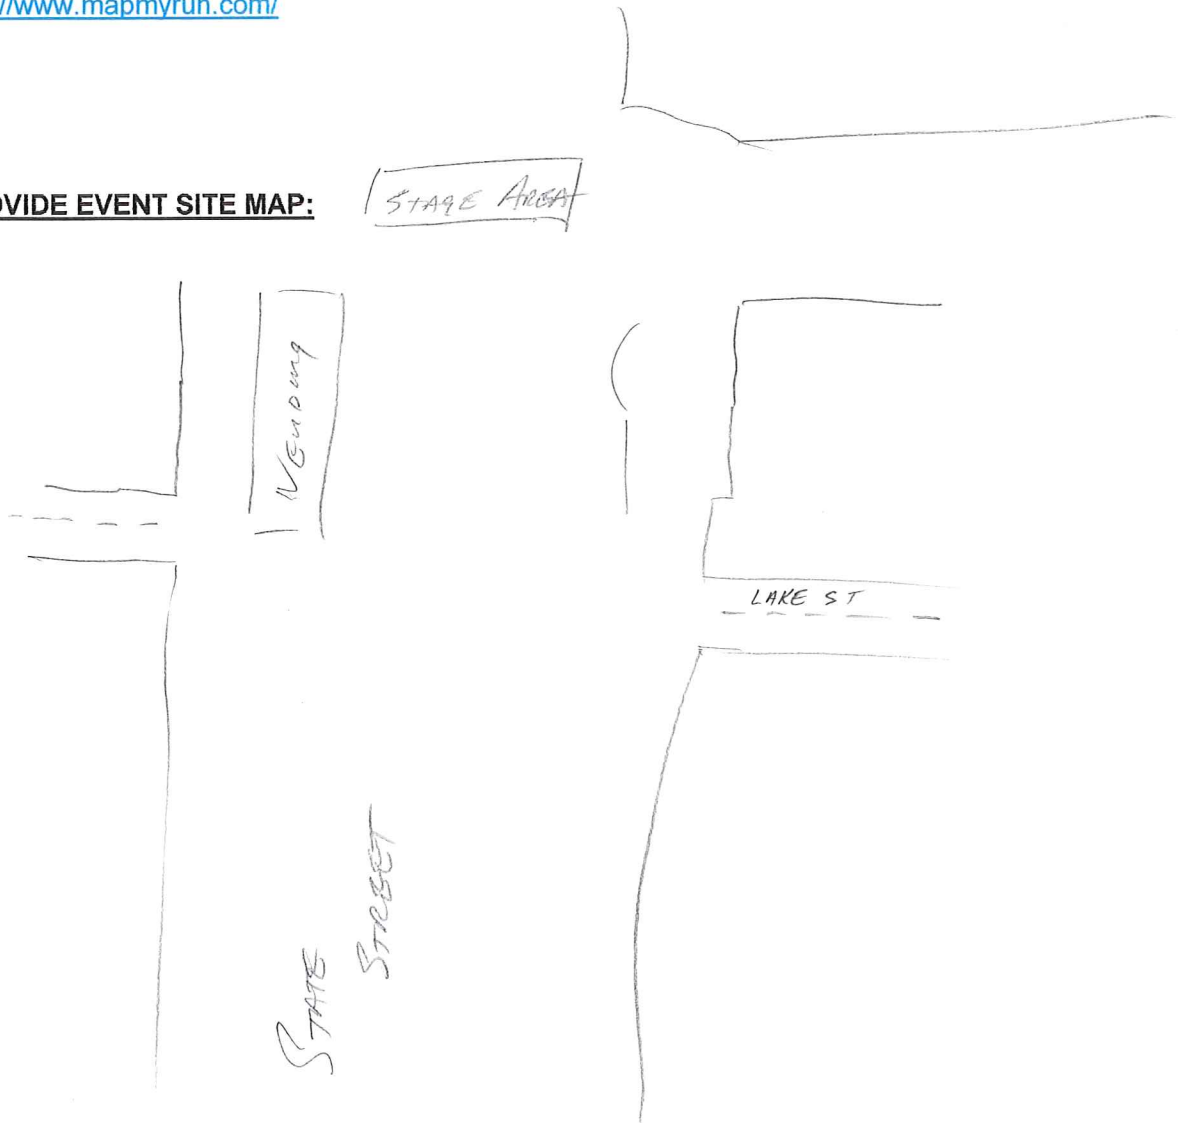 //www.mapmyrun.com/
OVIDE EVENT SITE MAP:
STAGE AREA
VENDING
LAKE ST
STATE
STREET